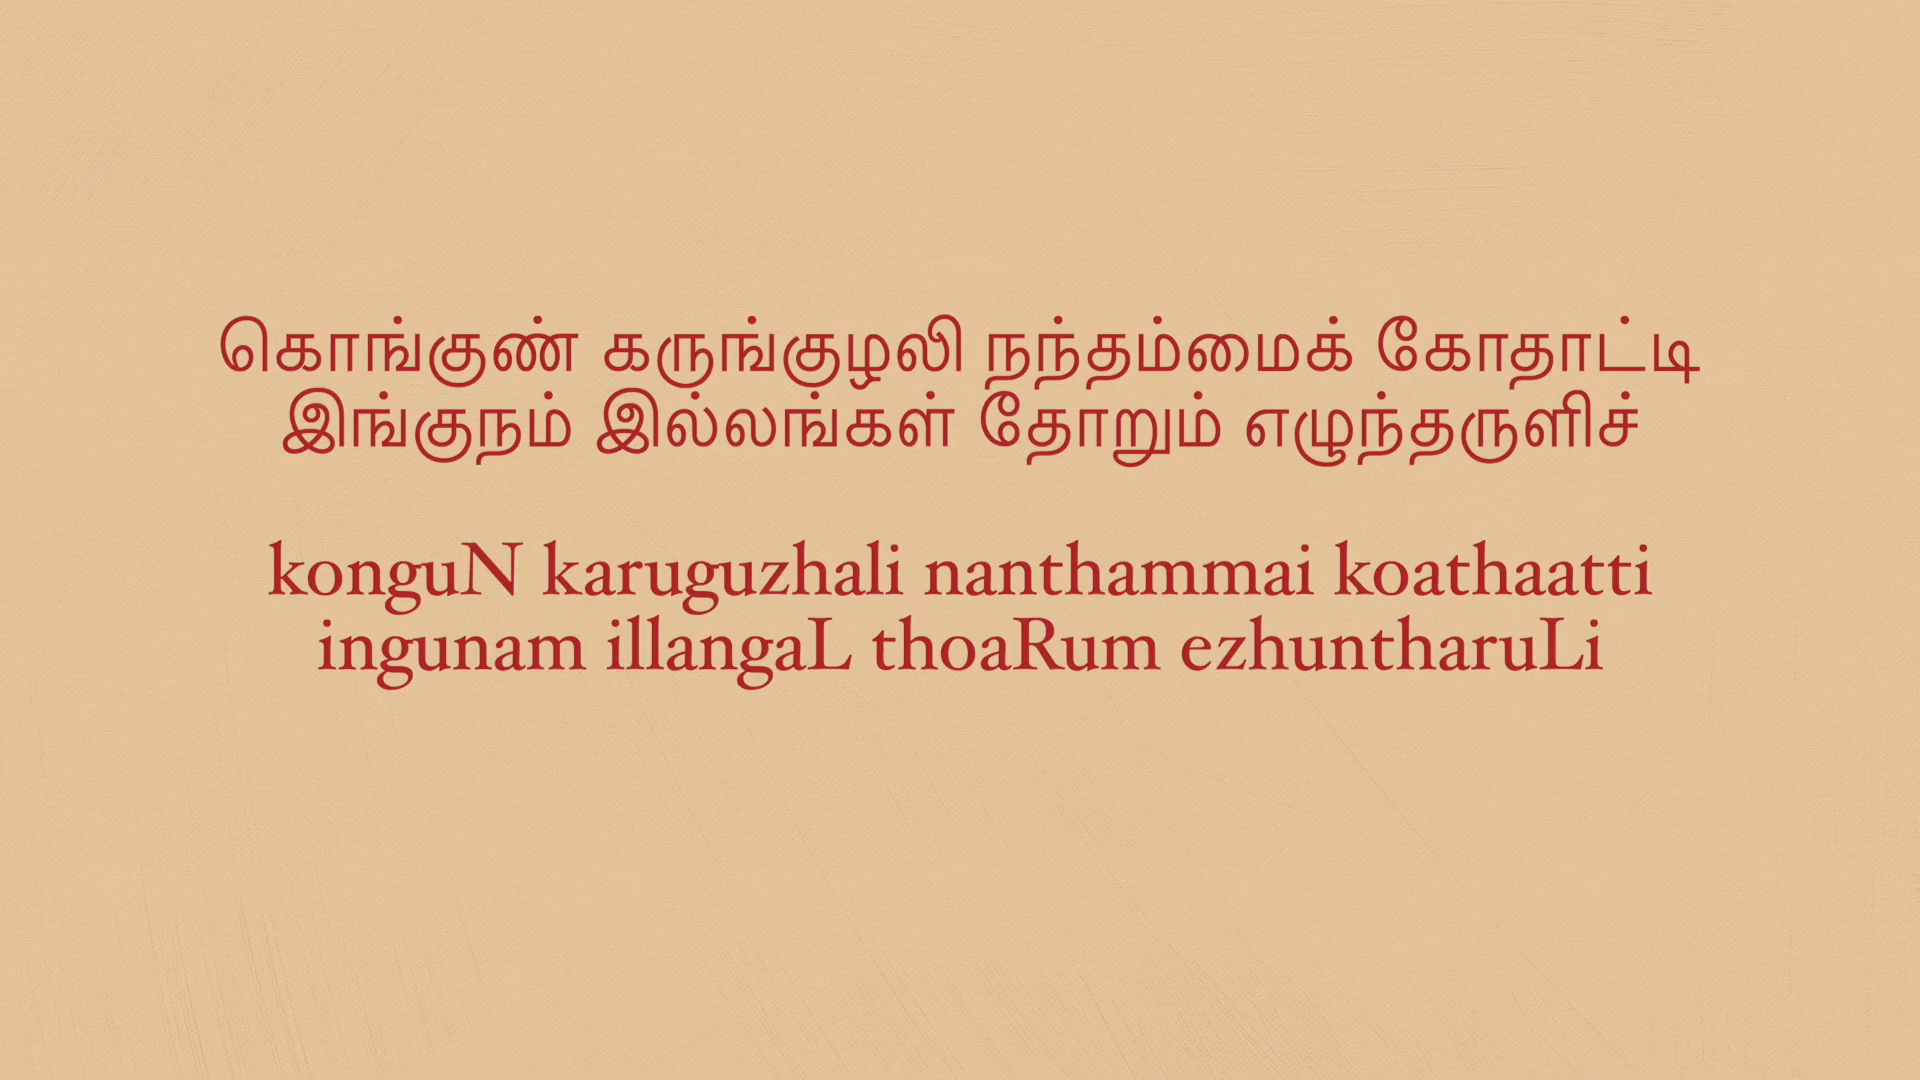 கொங்குண் கருங்குழலி நந்தம்மைக் கோதாட்டி
இங்குநம் இல்லங்கள் தோறும் எழுந்தருளிச்
konguN karuguzhali nanthammai koathaatti
ingunam illangaL thoaRum ezhuntharuLi